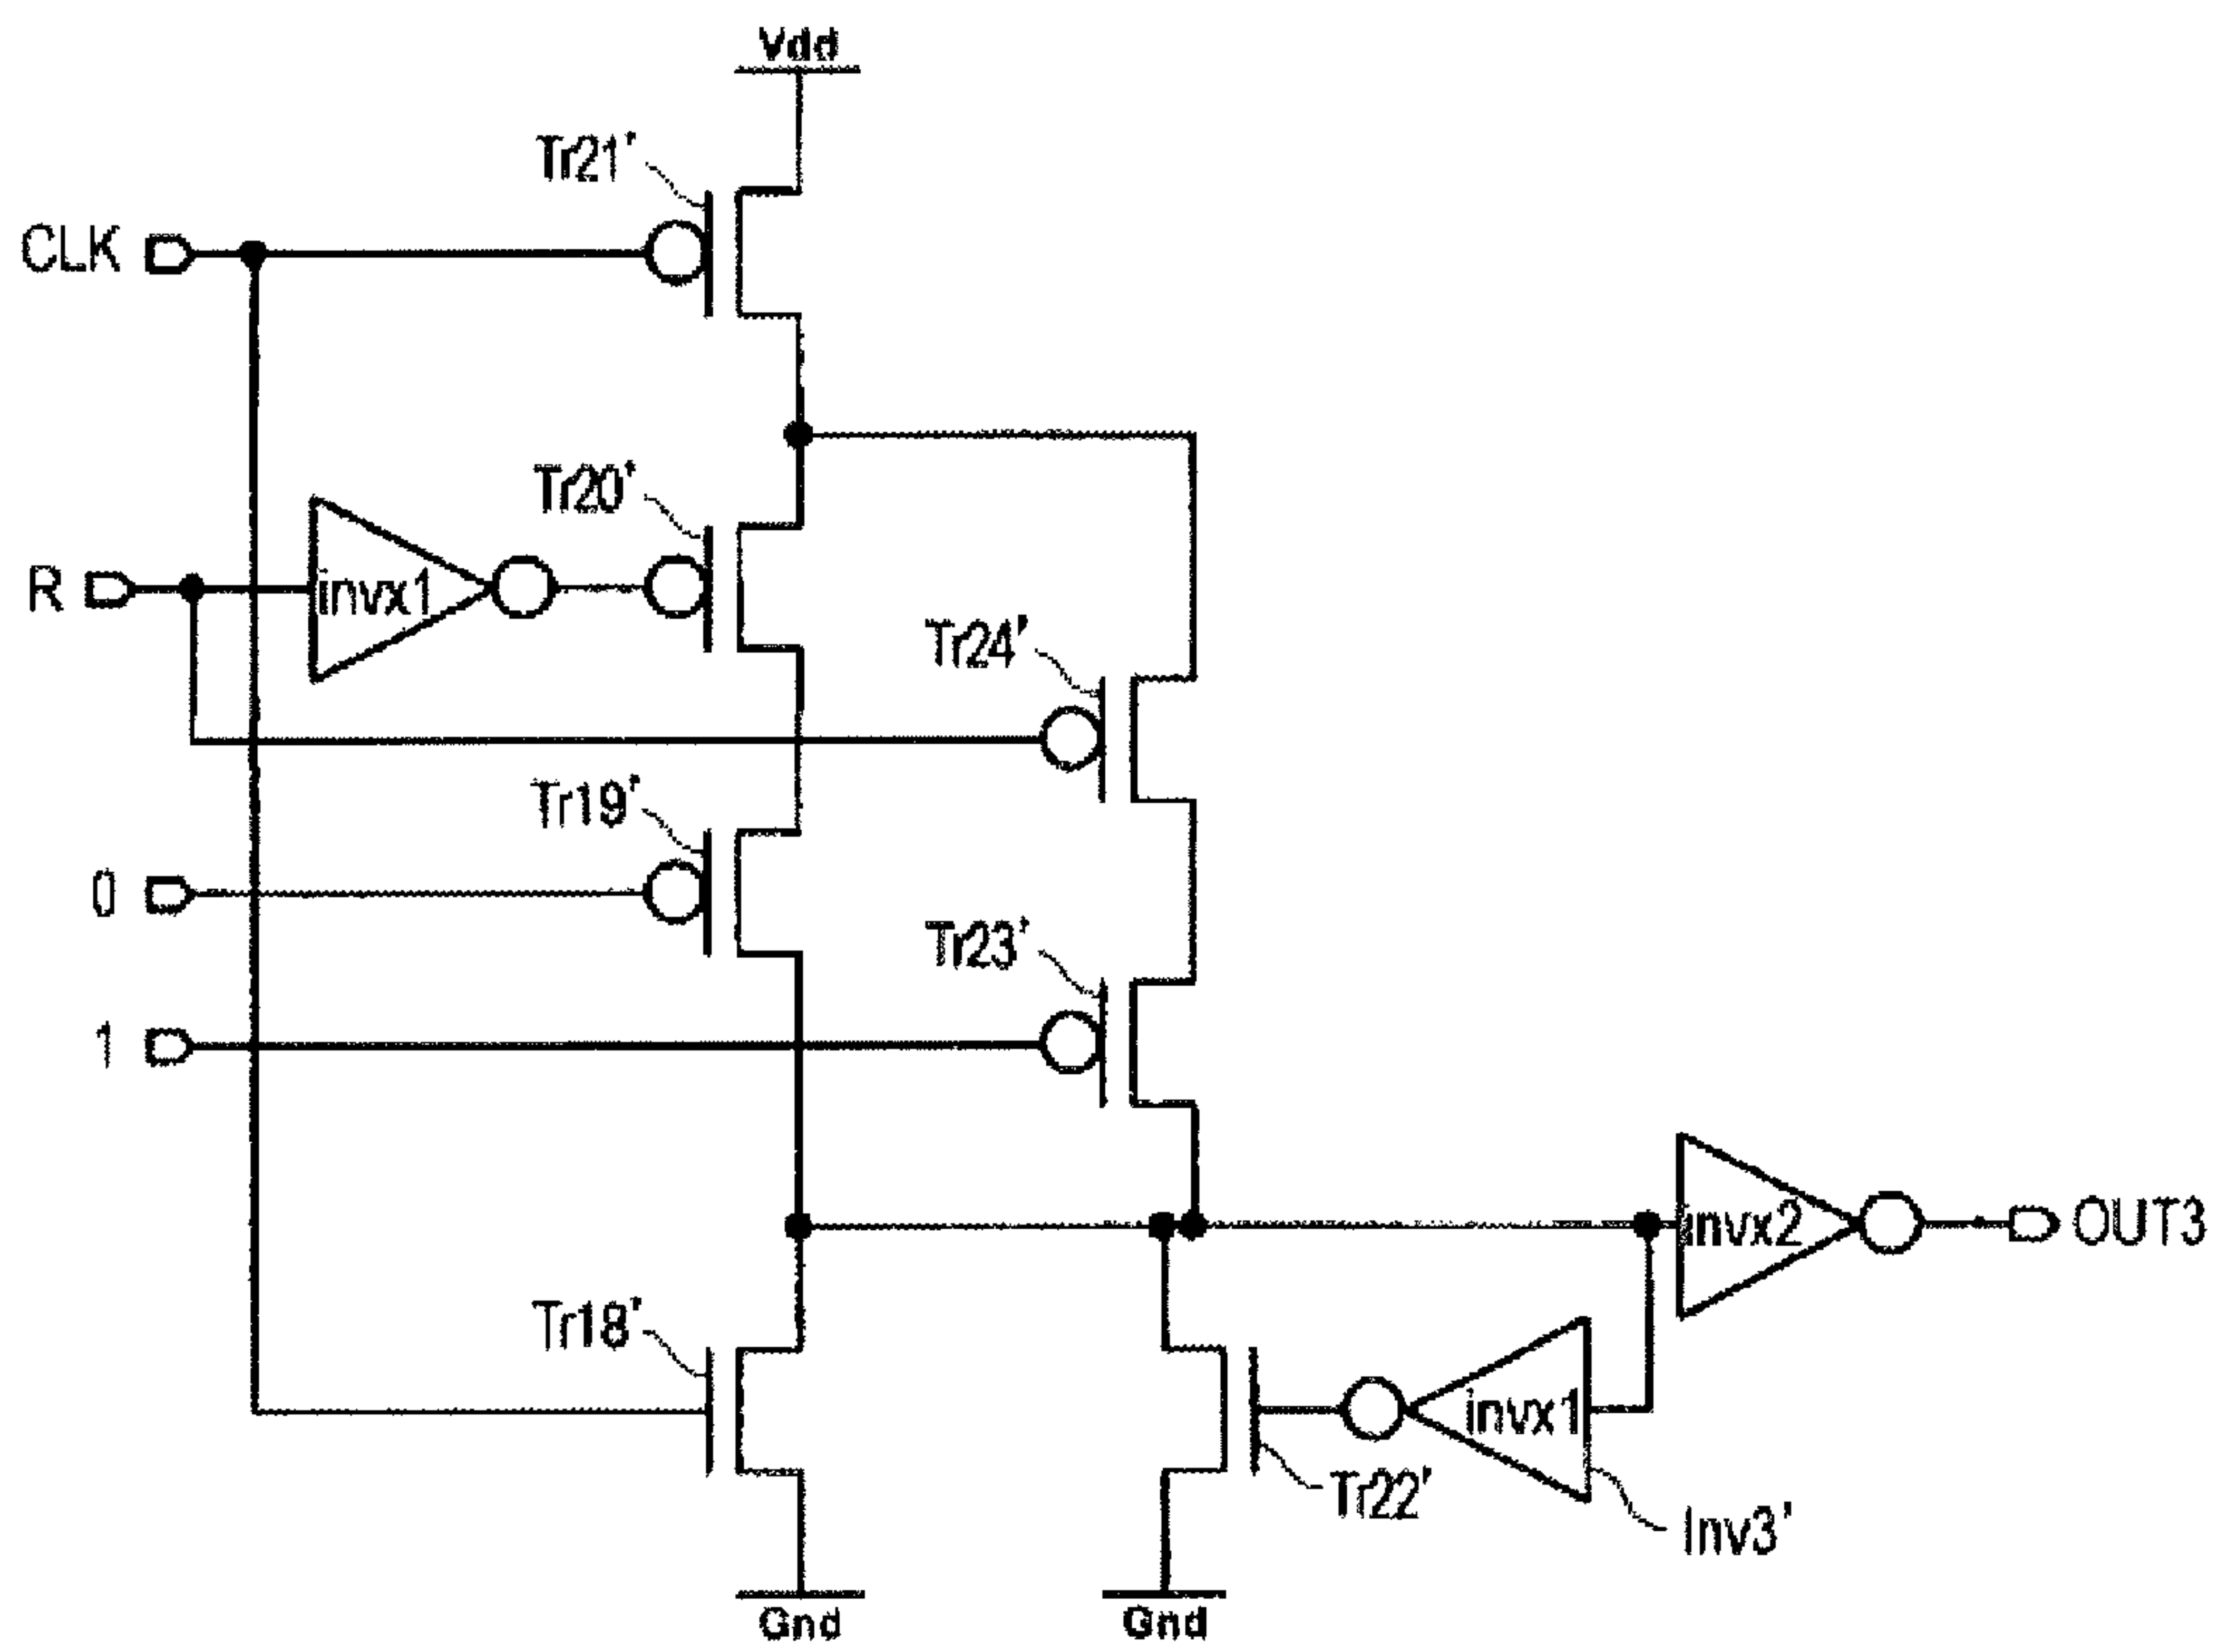 Vdd
Tr21'
CLK
Tr20'
R
invx1
Tr24'
Tr19'
0
Tr23'
1
invx2
OUT3
Tr18'
invx1
Tr22'
Inv3'
Gnd
Gnd